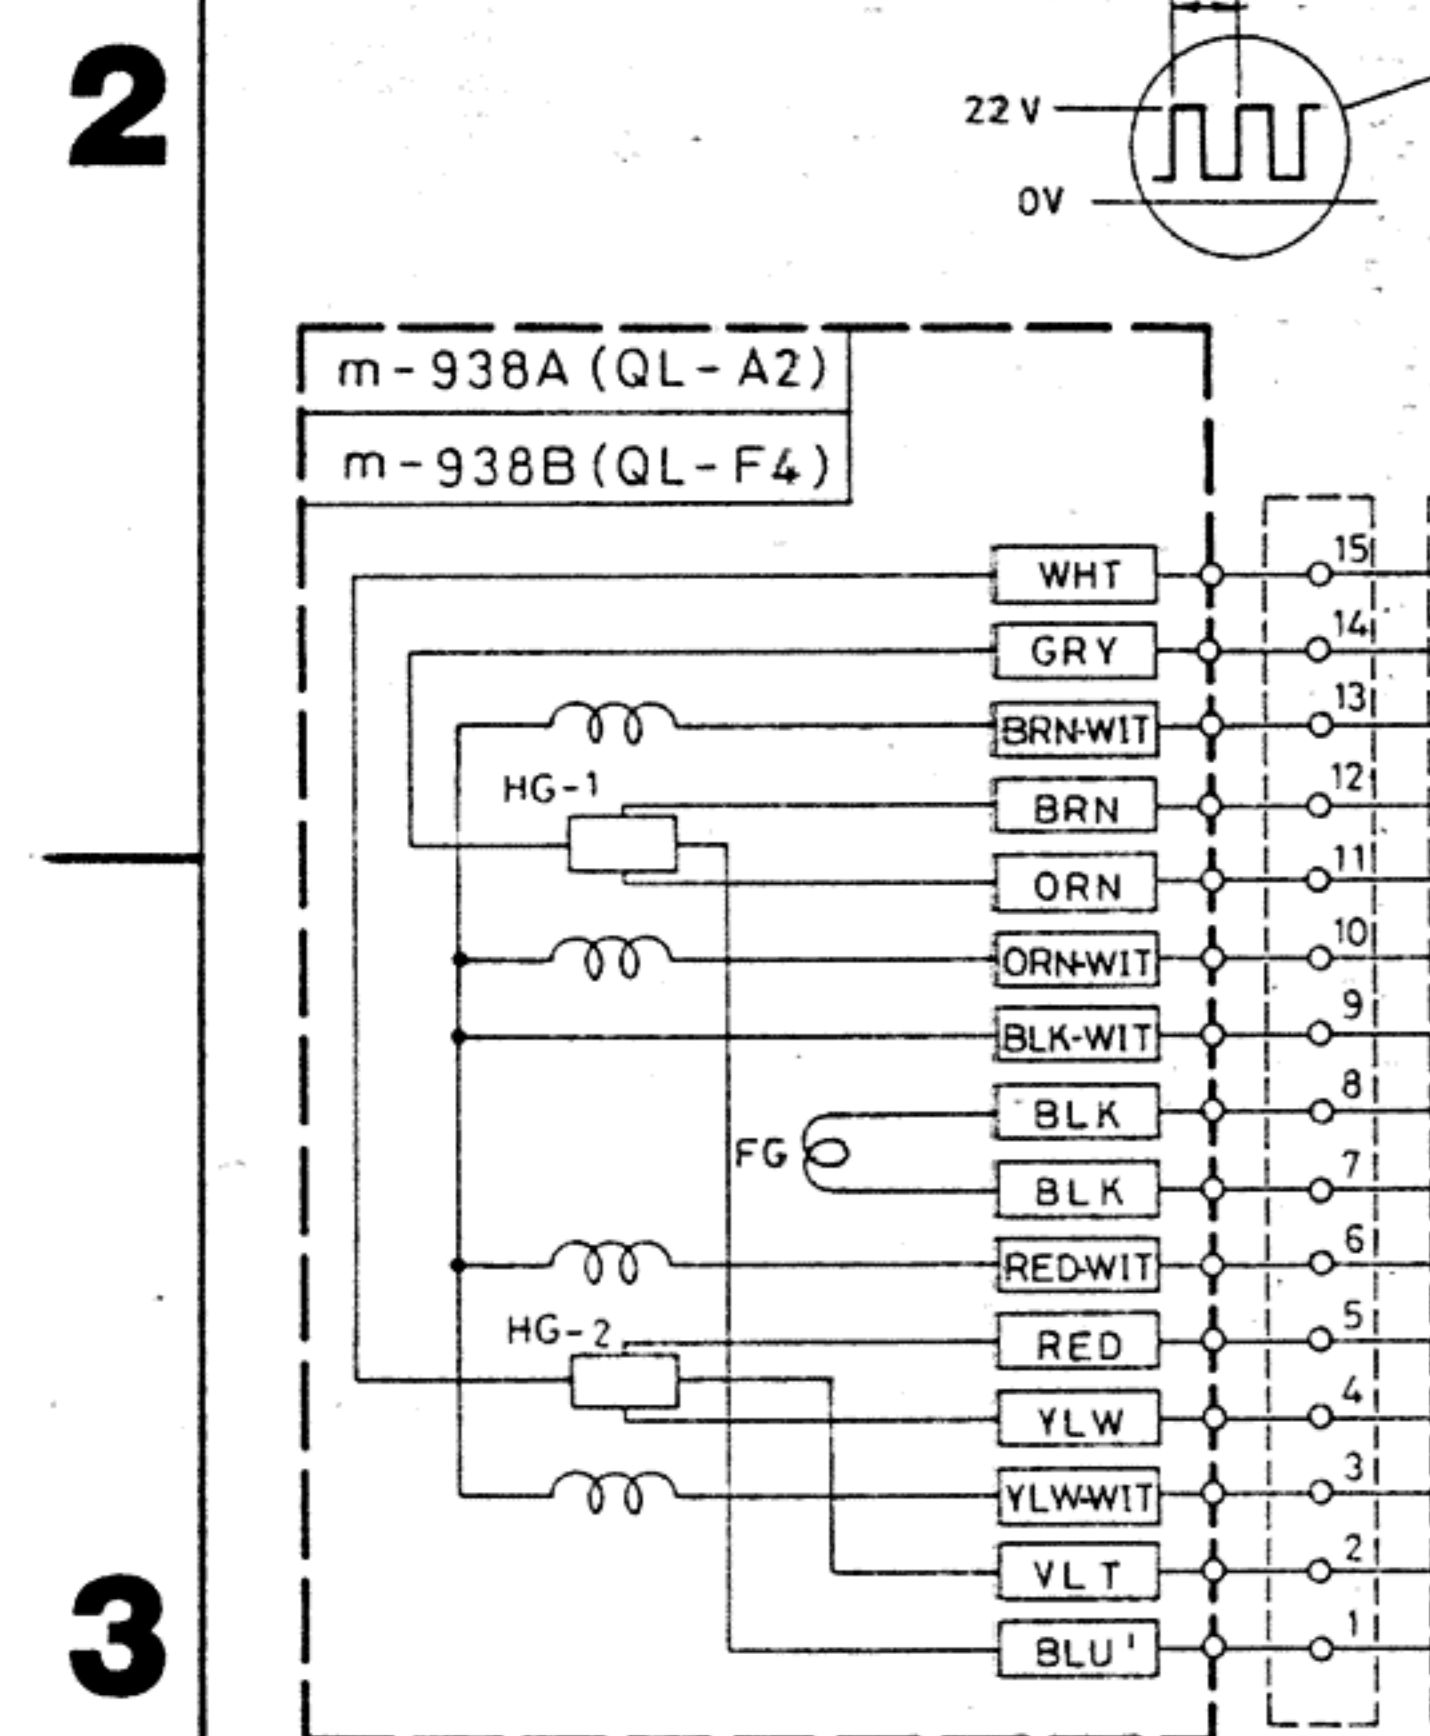 2
22V
0V
m-938A (QL-A2)
m-938B (QL-F4)
WHT 15
GRY 14
BRN-WIT 13
HG-1
BRN 12
ORN 11
ORN-WIT 10
BLK-WIT 9
BLK 8
FG
BLK 7
RED-WIT 6
HG-2
RED 5
YLW 4
YLW-WIT 3
VLT 2
BLU 1
3